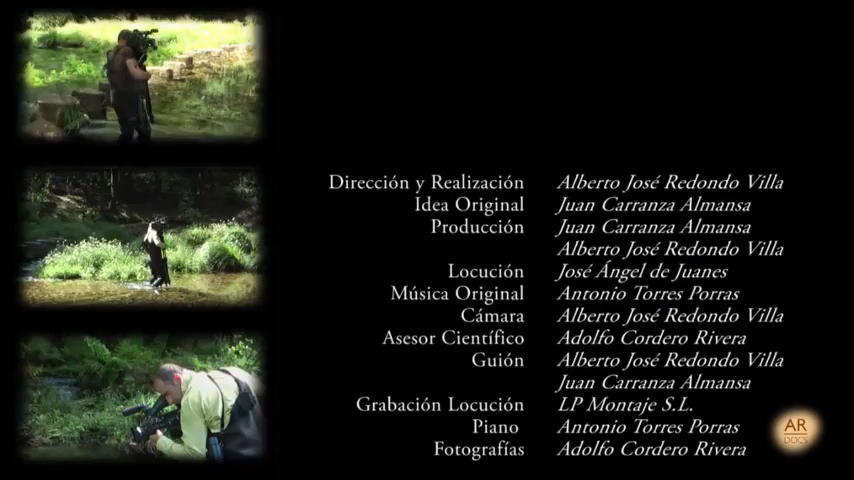 Dirección y Realización Alberto José Redondo Villa
Idea Original Juan Carranza Almansa
Producción Juan Carranza Almansa
Alberto José Redondo Villa
Locución José Ángel de Juanes
Música Original Antonio Torres Porras
Cámara Alberto José Redondo Villa
Asesor Científico Adolfo Cordero Rivera
Guión Alberto José Redondo Villa
Juan Carranza Almansa
Grabación Locución LP Montaje S.L.
Piano Antonio Torres Porras
Fotografías Adolfo Cordero Rivera
AR
DOCS